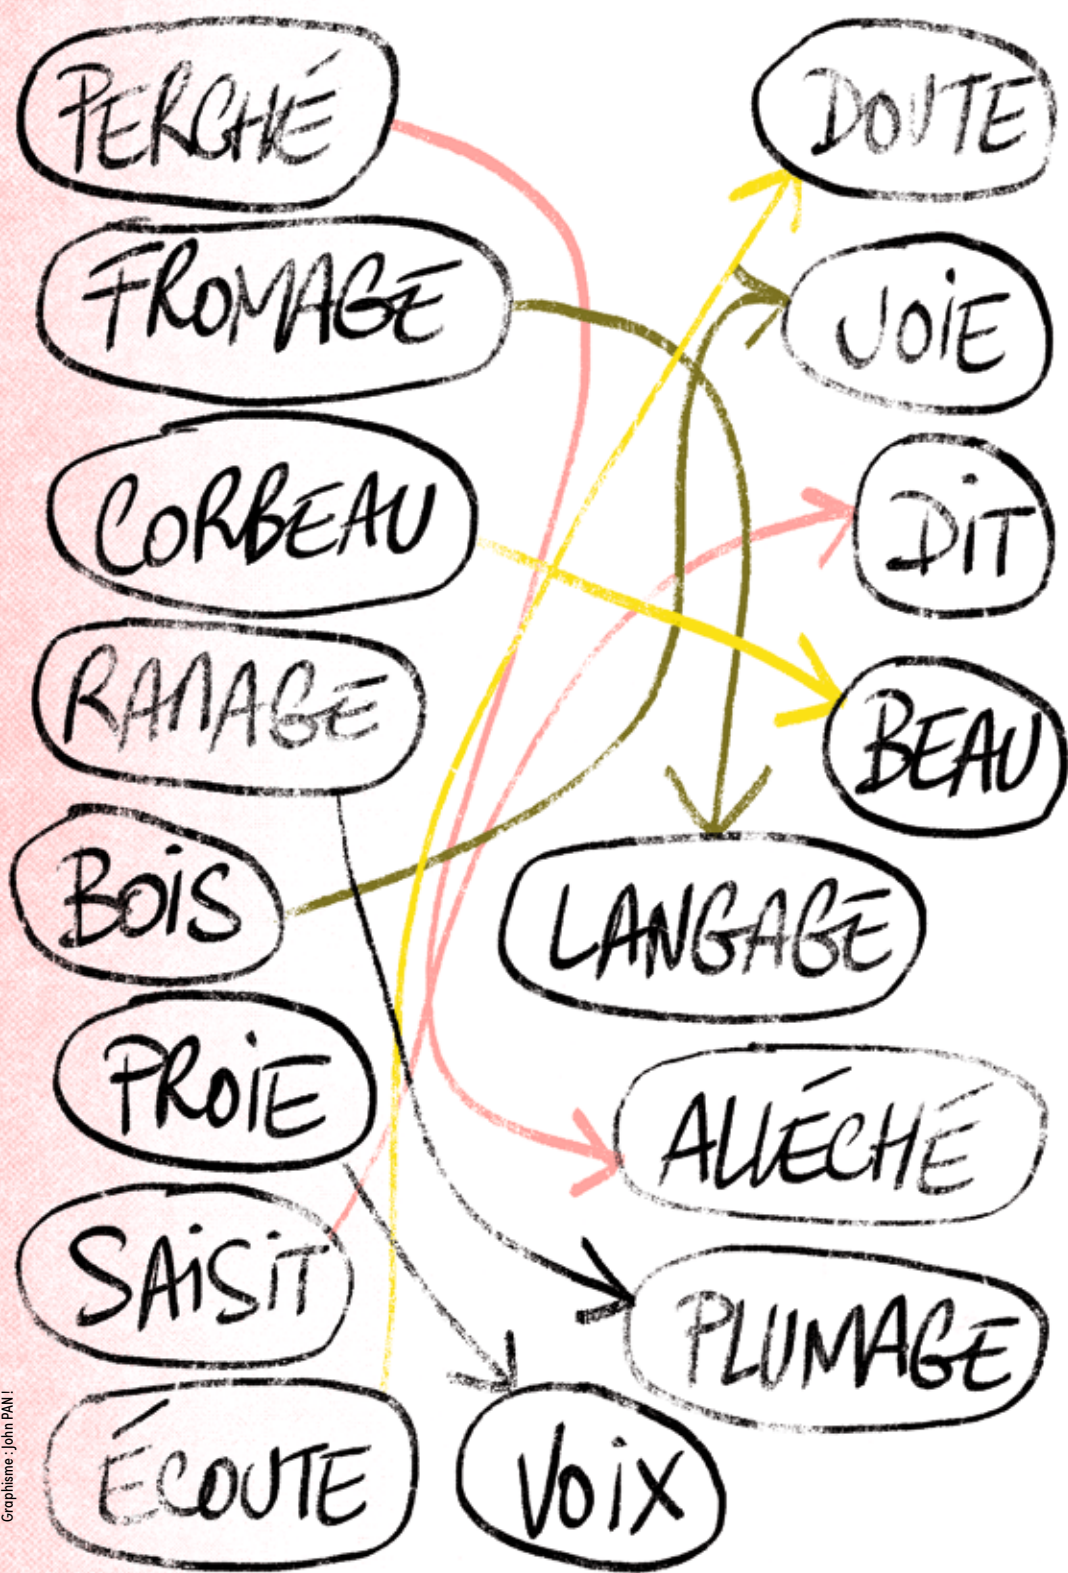 PERCHÉ
FROMAGE
CORBEAU
RAMAGE
BOiS
PROiE
SAiSiT
ÉCOUTE
DOUTE
JOiE
DiT
BEAU
LANGAGE
ALLÉCHÉ
PLUMAGE
VOiX
Graphisme : John PAN !